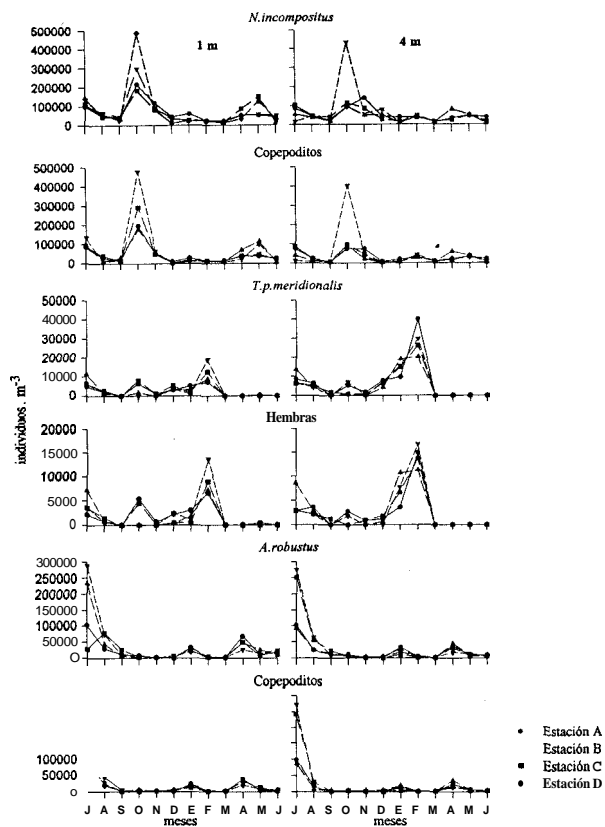 N.incompositus
1 m
4 m
500000
400000
300000
200000
100000
0
Copepoditos
500000
400000
300000
200000
100000
0
T.p.meridionalis
50000
40000
30000
20000
10000
0
Hembras
20000
15000
10000
5000
0
A.robustus
300000
250000
200000
150000
100000
50000
O
Copepoditos
100000
50000
0
individuos. m⁻³
J A S O N D E F M A M J
J A S O N D E F M A M J
meses
meses
Estación A
Estación B
Estación C
Estación D